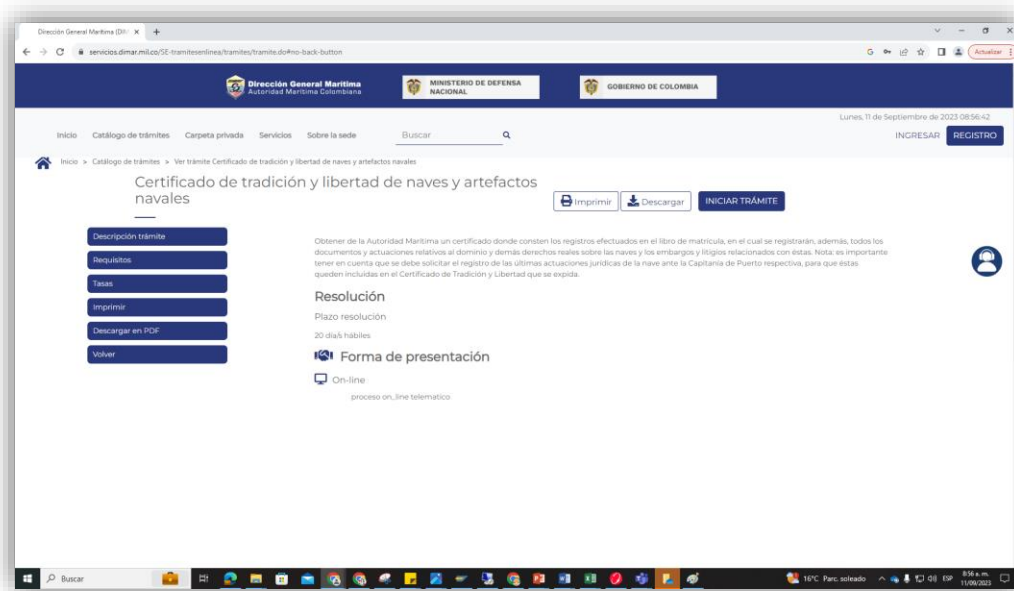 Dirección General Marítima (DIM
servicios.dimar.mil.co/SE-tramitesenlinea/tramites/tramite.do#no-back-button
Actualizar
Dirección General Marítima
Autoridad Marítima Colombiana
MINISTERIO DE DEFENSA
NACIONAL
GOBIERNO DE COLOMBIA
Lunes, 11 de Septiembre de 2023 08:56:42
Inicio Catálogo de trámites Carpeta privada Servicios Sobre la sede Buscar INGRESAR REGISTRO
Inicio > Catálogo de trámites > Ver trámite Certificado de tradición y libertad de naves y artefactos navales
Certificado de tradición y libertad de naves y artefactos
navales
Imprimir Descargar INICIAR TRÁMITE
Descripción trámite
Requisitos
Tasas
Imprimir
Descargar en PDF
Volver
Obtener de la Autoridad Marítima un certificado donde consten los registros efectuados en el libro de matricula, en el cual se registrarán, además, todos los
documentos y actuaciones relativos al dominio y demás derechos reales sobre las naves y los embargos y litigios relacionados con éstas. Nota: es importante
tener en cuenta que se debe solicitar el registro de las últimas actuaciones jurídicas de la nave ante la Capitanía de Puerto respectiva, para que éstas
queden incluidas en el Certificado de Tradición y Libertad que se expida.
Resolución
Plazo resolución
20 día/s hábiles
Forma de presentación
On-line
proceso on_line telematico
Buscar
16°C Parc. soleado
ESP
8:56 a. m.
11/09/2023